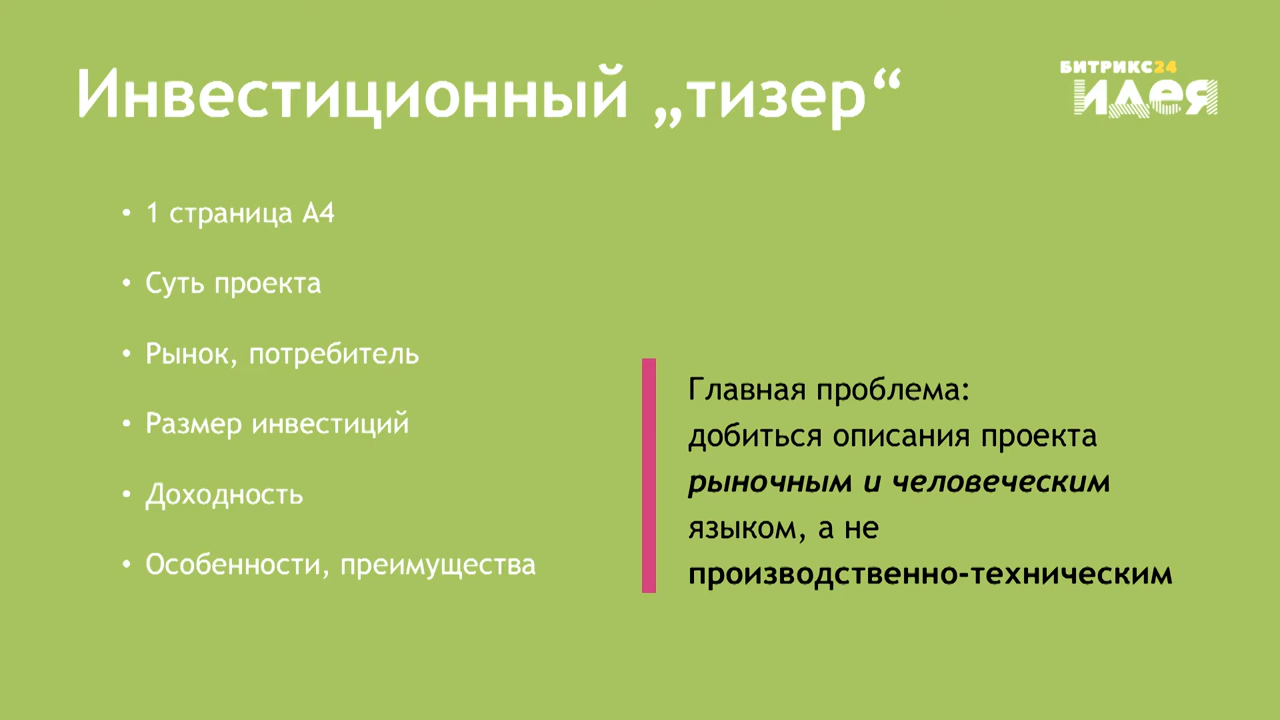 Инвестиционный „тизер“
БИТРИКС24
идея
• 1 страница А4
• Суть проекта
• Рынок, потребитель
• Размер инвестиций
• Доходность
• Особенности, преимущества
Главная проблема:
добиться описания проекта
рыночным и человеческим
языком, а не
производственно-техническим